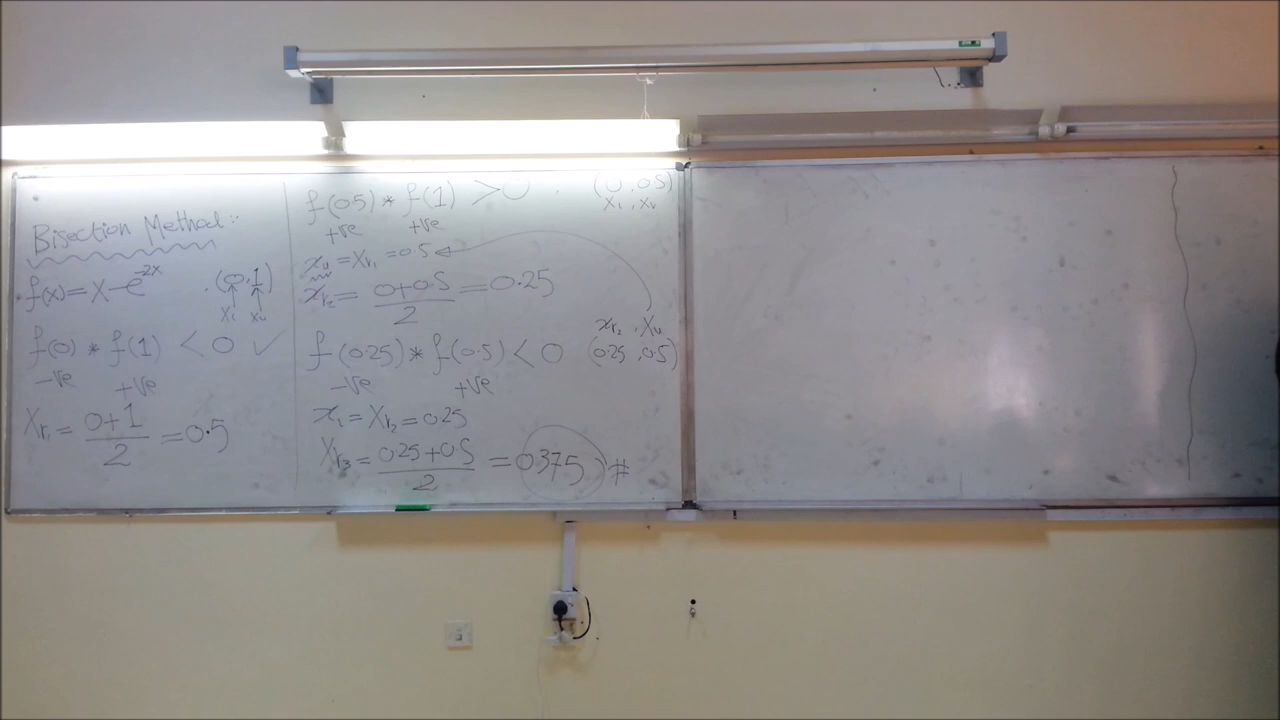 Bisection Method:-
f(x) = x - e^-2x . (0, 1)
xl xu
f(0) * f(1) < 0 ✓
-ve +ve
Xr1 = 0+1 / 2 = 0.5
f(0.5) * f(1) > 0 . (0, 0.5)
+ve +ve xl, xu
xu = Xr1 = 0.5
xr2 = 0+0.5 / 2 = 0.25
xr2, Xu
f(0.25) * f(0.5) < 0 (0.25, 0.5)
-ve +ve
xl = Xr2 = 0.25
Xr3 = 0.25+0.5 / 2 = 0.375 #